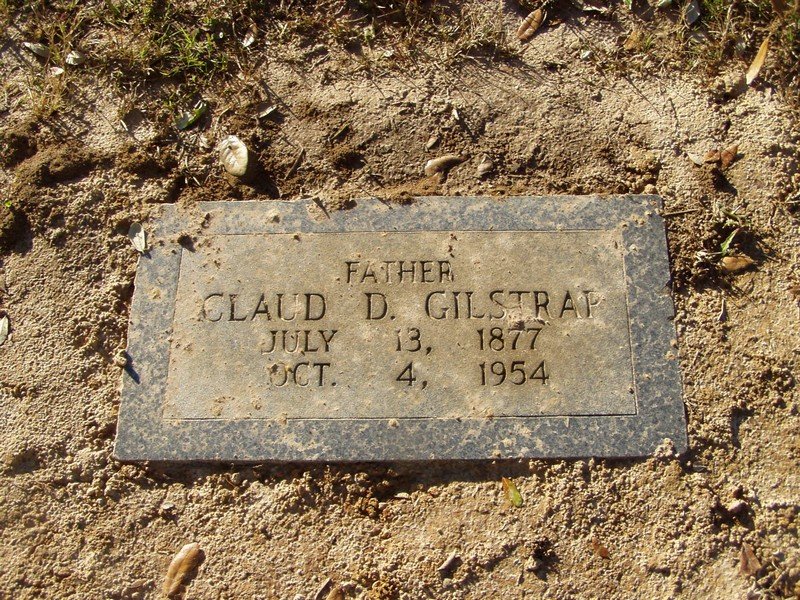 FATHER
CLAUD D. GILSTRAP
JULY 13, 1877
OCT. 4, 1954